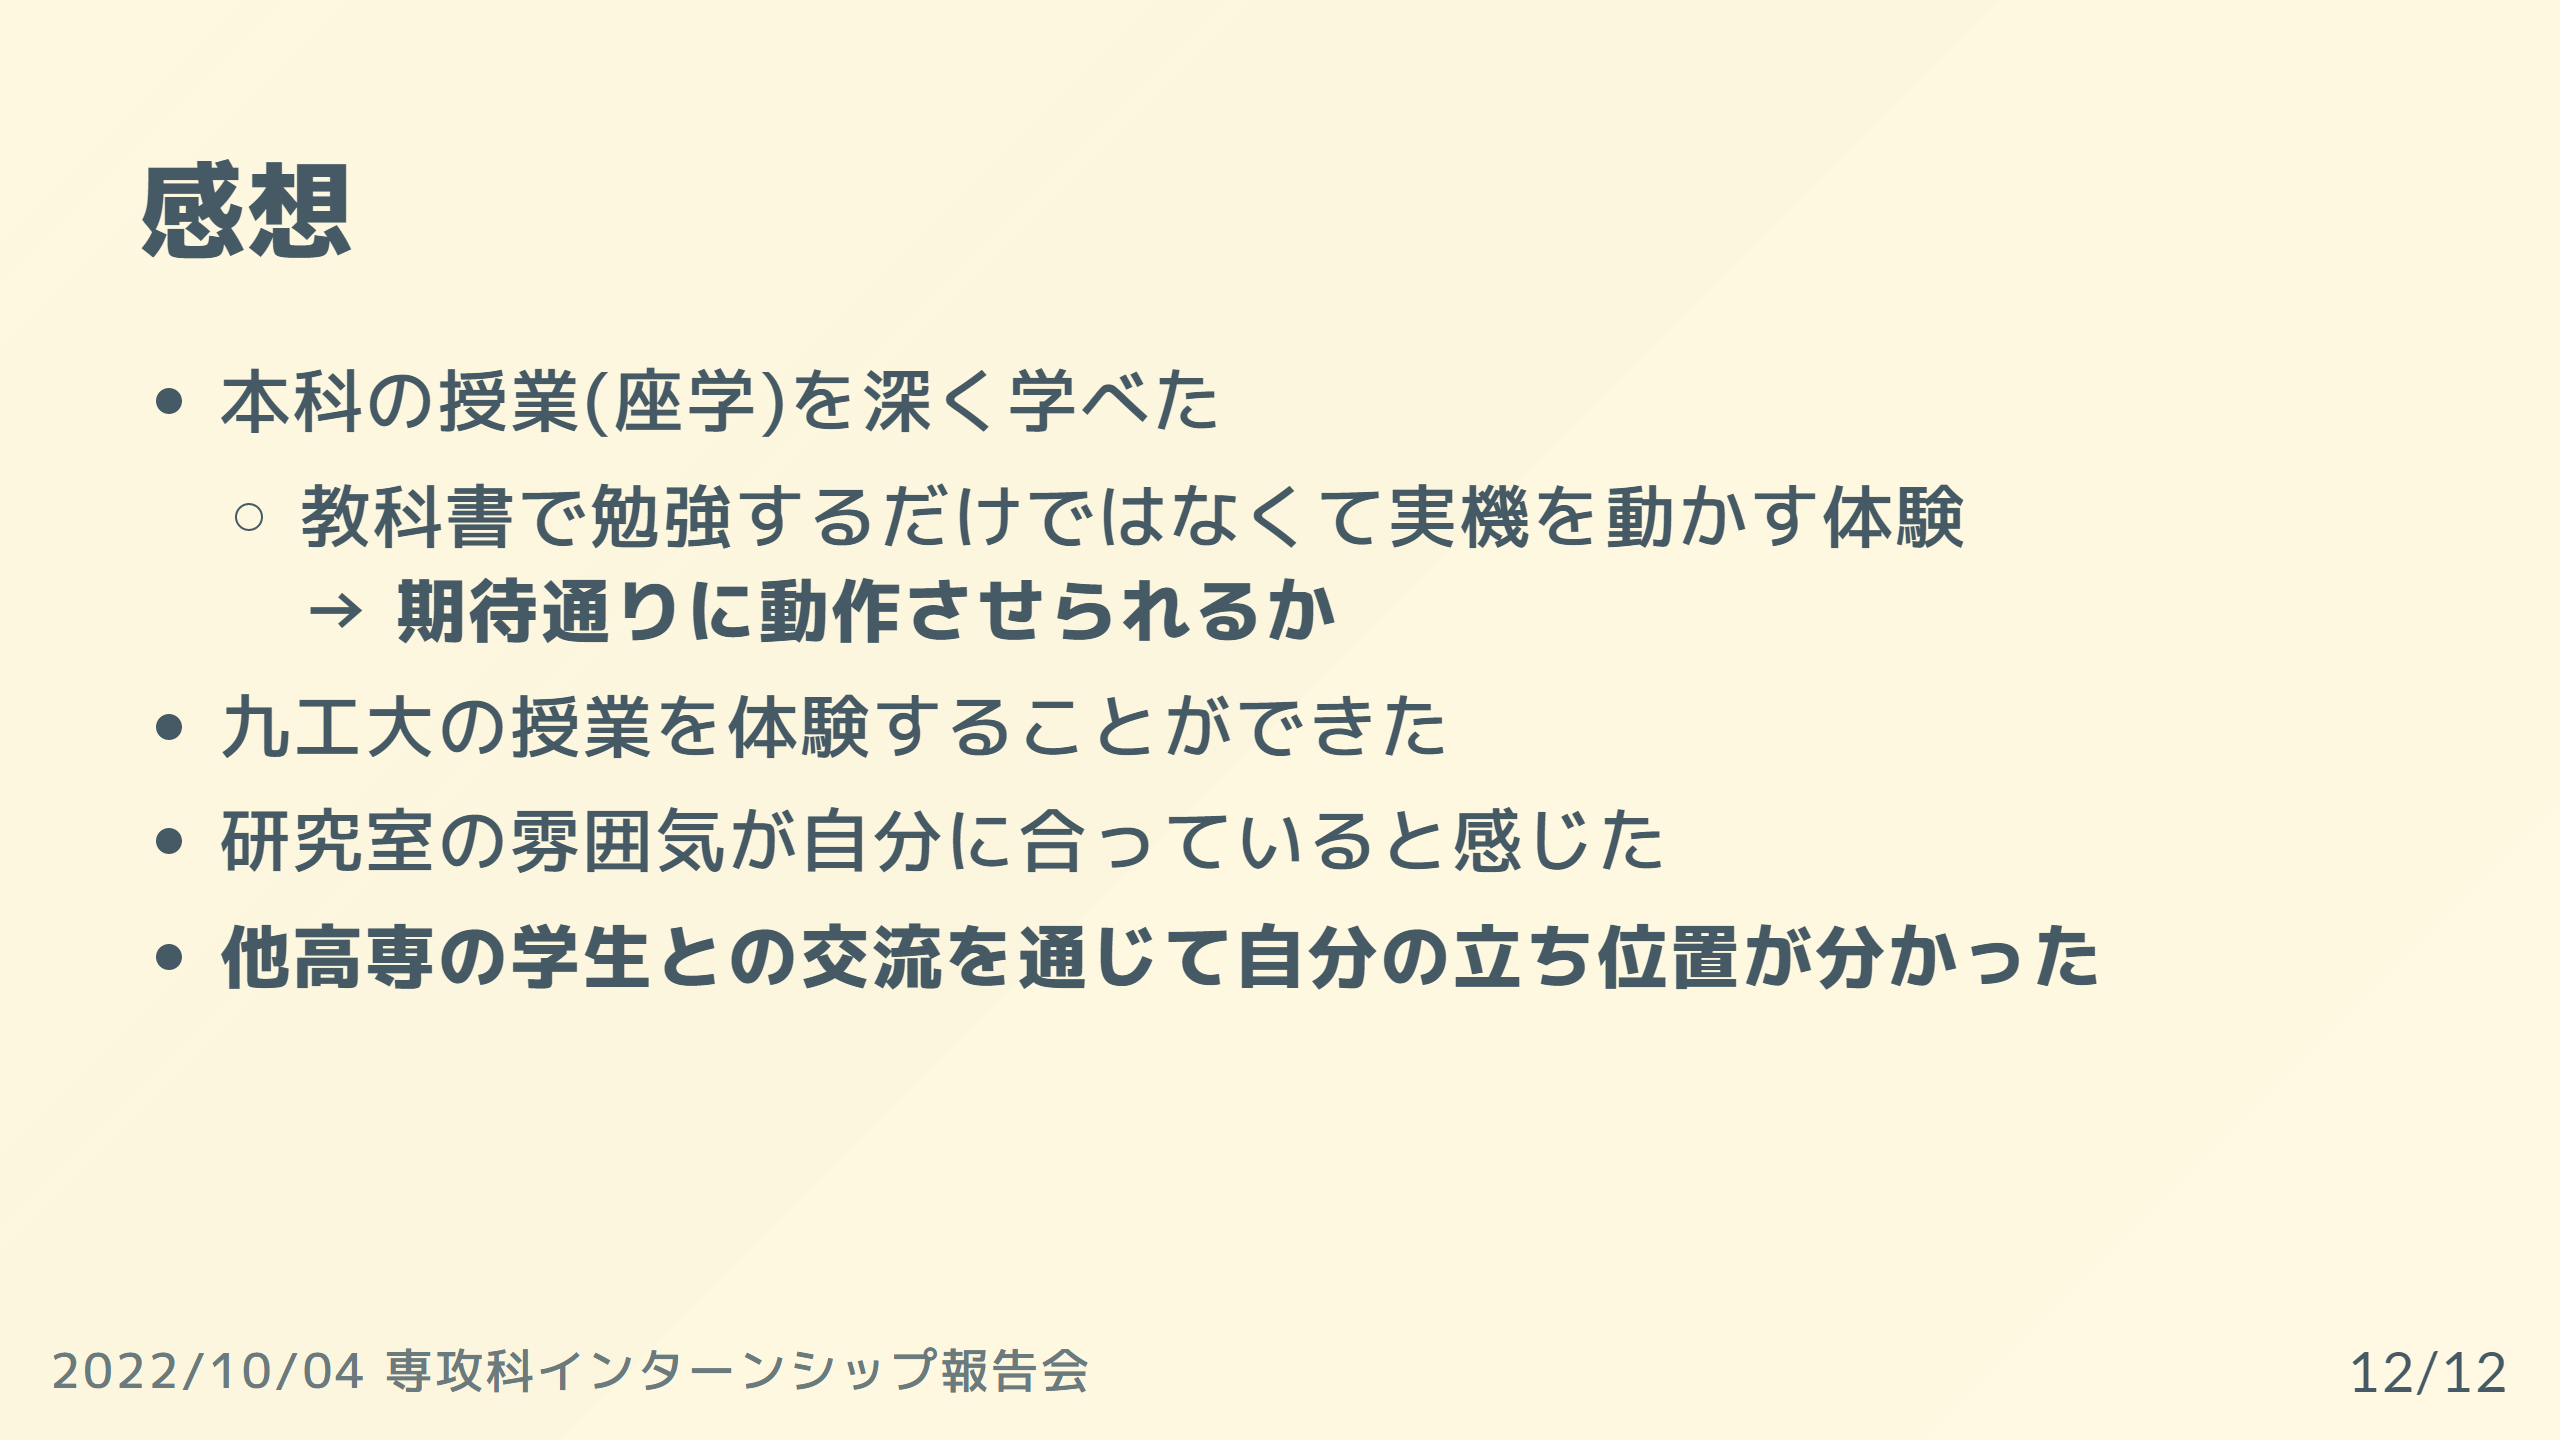 感想
• 本科の授業(座学)を深く学べた
○ 教科書で勉強するだけではなくて実機を動かす体験
→ 期待通りに動作させられるか
• 九工大の授業を体験することができた
• 研究室の雰囲気が自分に合っていると感じた
• 他高専の学生との交流を通じて自分の立ち位置が分かった
2022/10/04 専攻科インターンシップ報告会
12/12